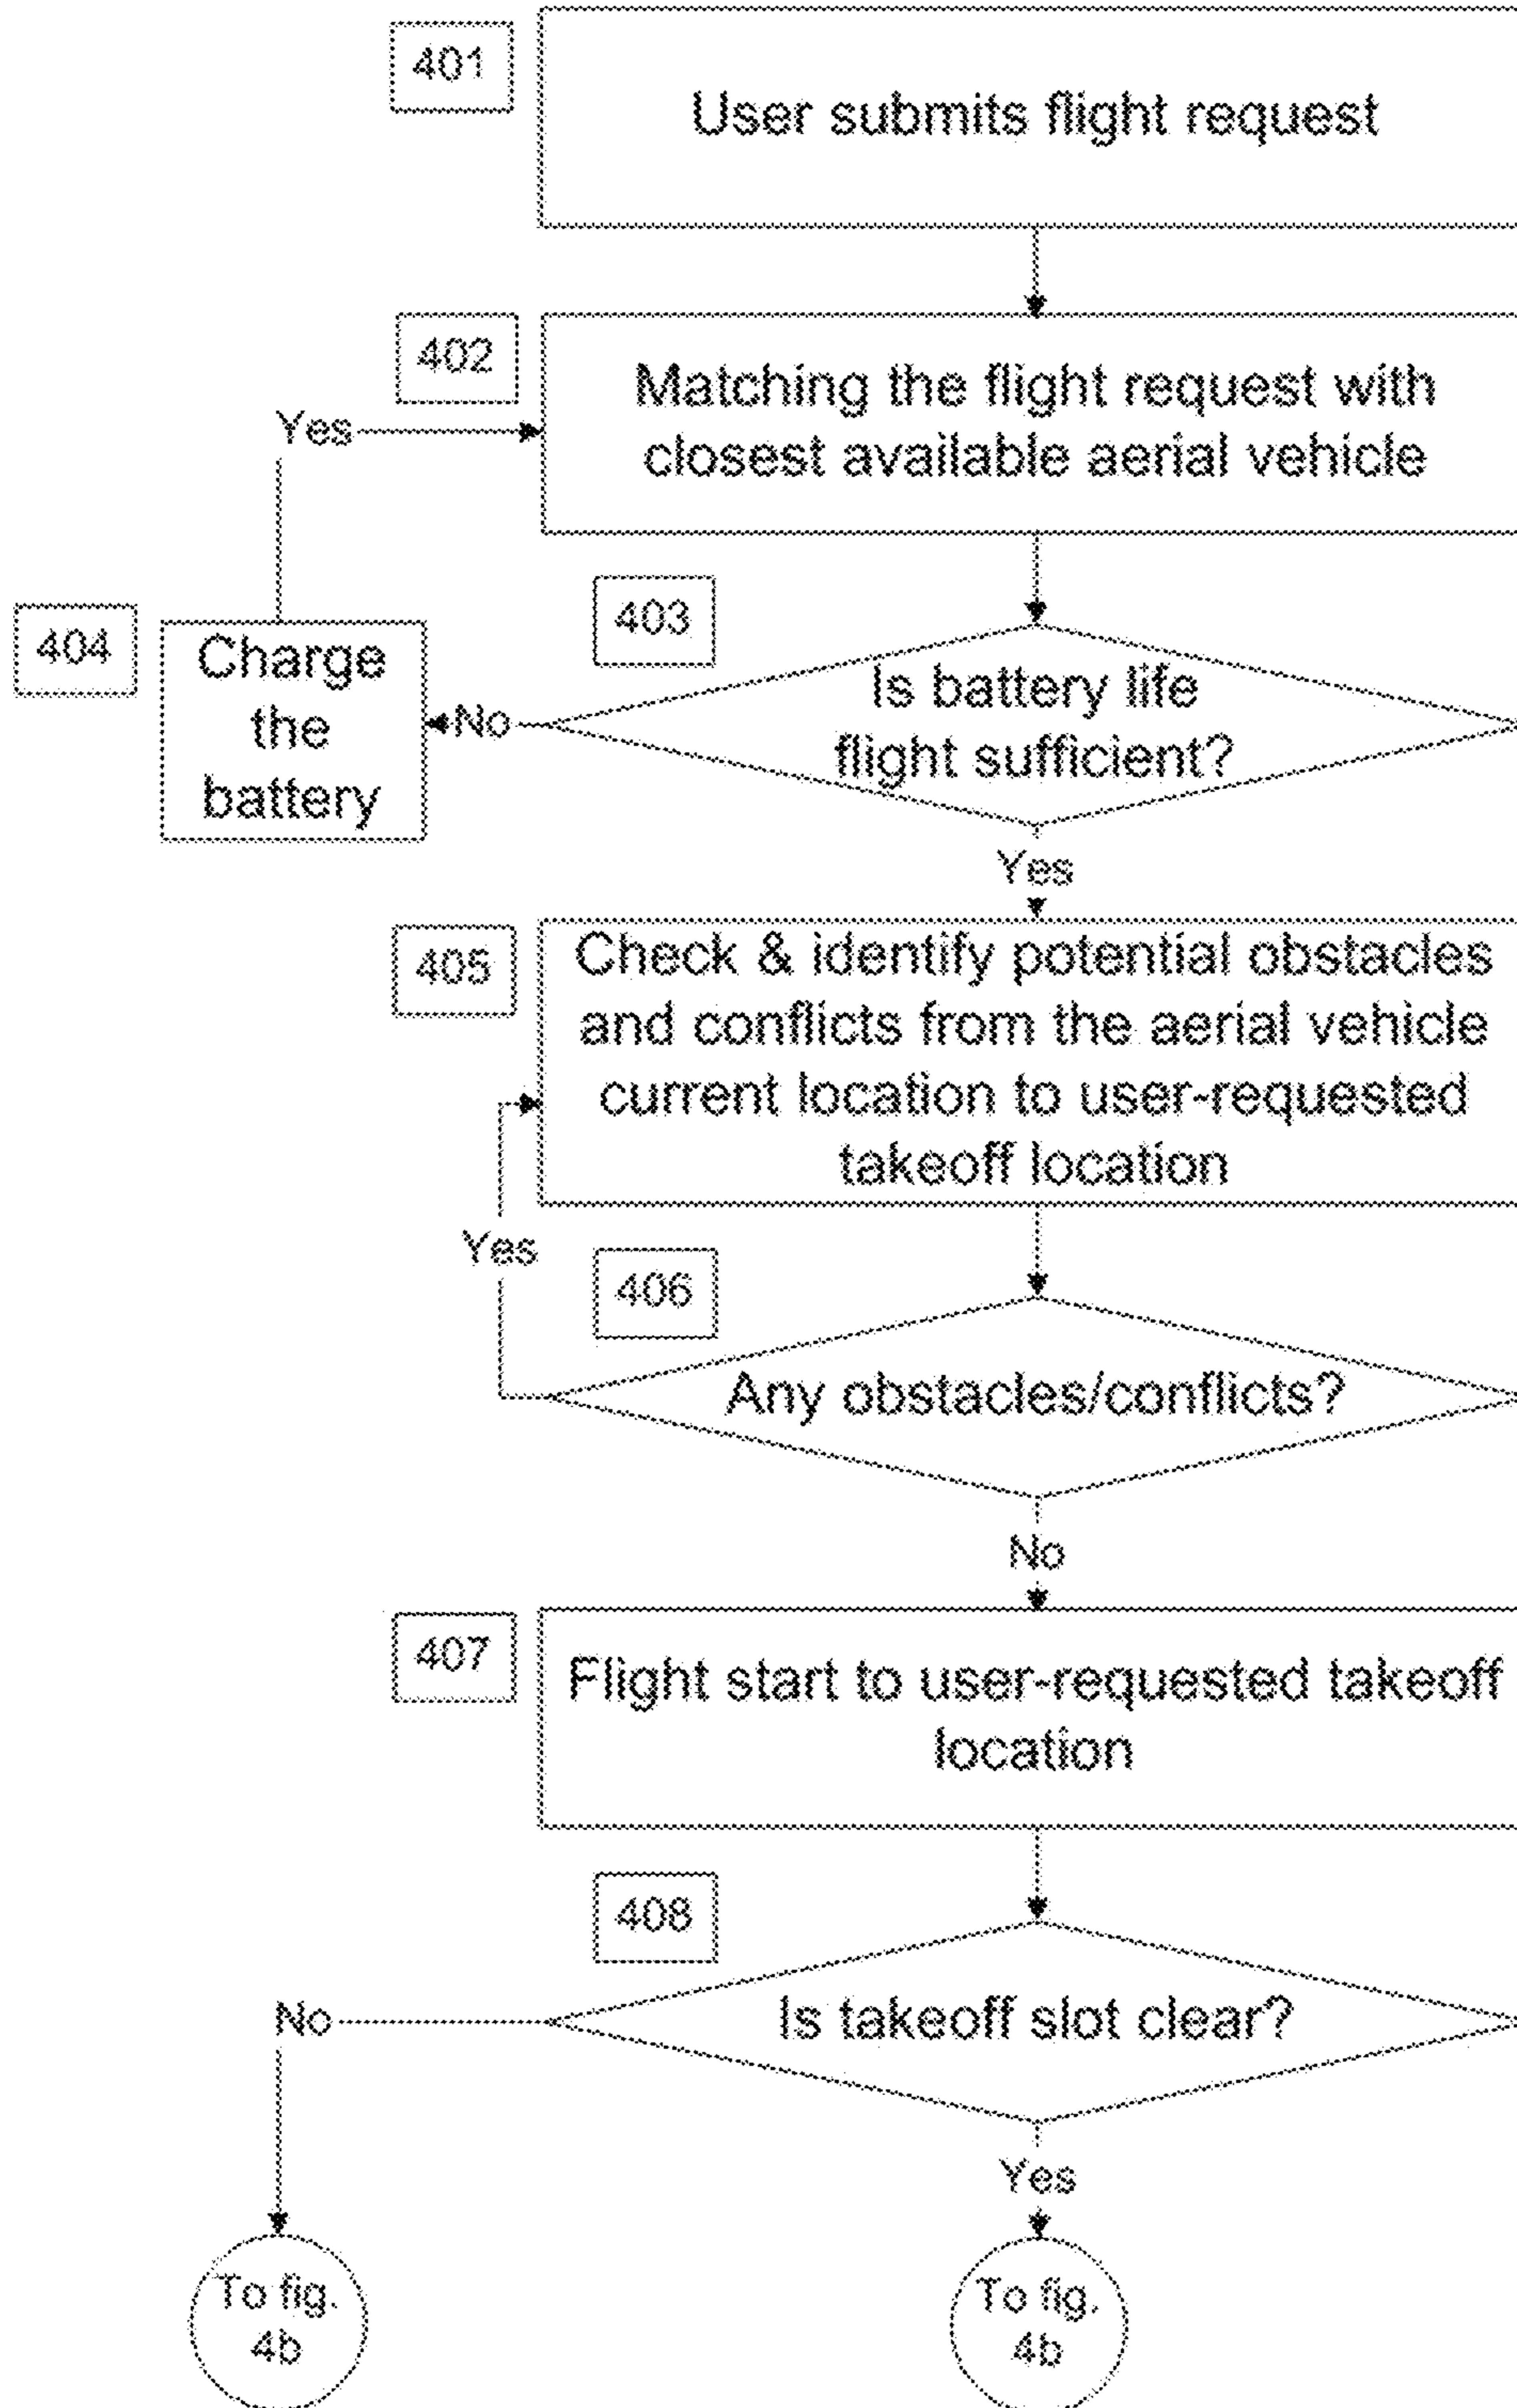 401
User submits flight request
402
Matching the flight request with
closest available aerial vehicle
Yes
403
404
Charge
the
battery
No
Is battery life
flight sufficient?
Yes
405
Check & identify potential obstacles
and conflicts from the aerial vehicle
current location to user-requested
takeoff location
Yes
406
Any obstacles/conflicts?
No
407
Flight start to user-requested takeoff
location
408
No
Is takeoff slot clear?
Yes
To fig.
4b
To fig.
4b